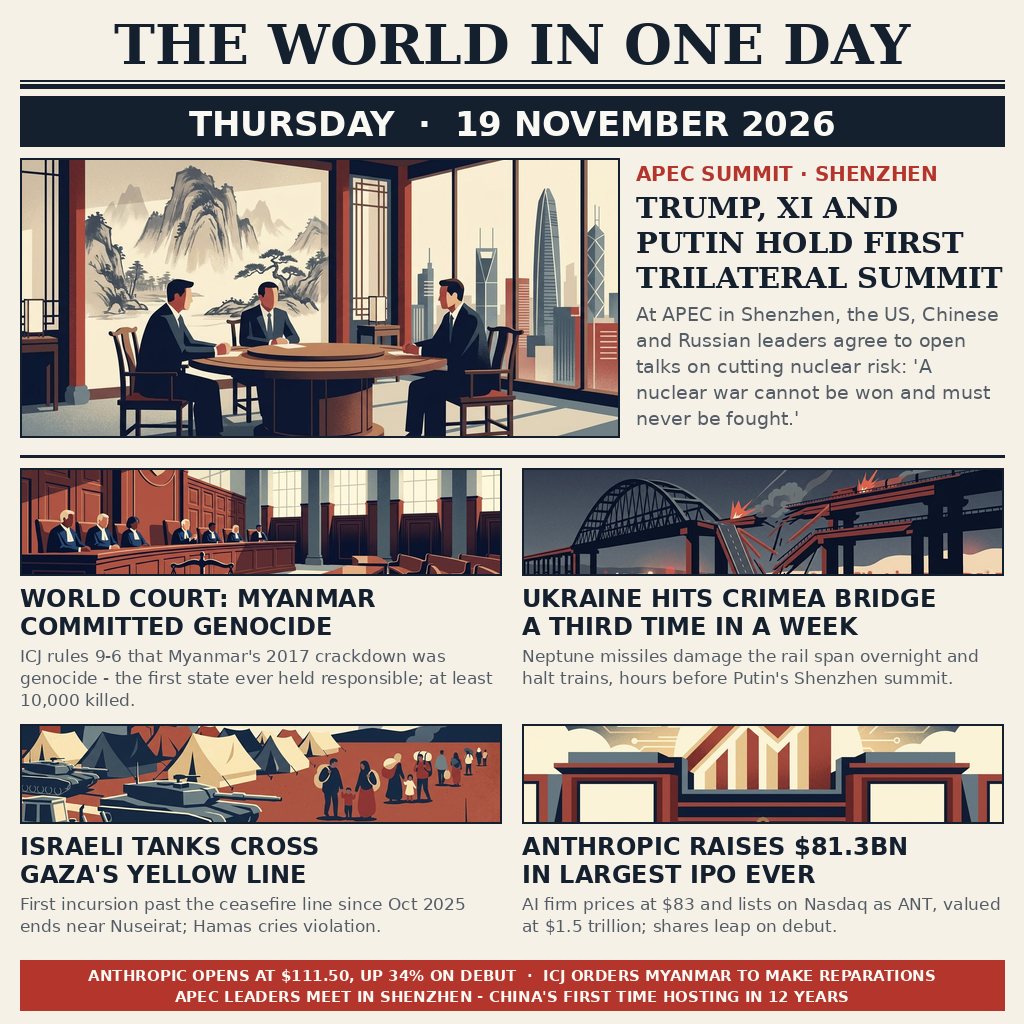 THE WORLD IN ONE DAY
THURSDAY · 19 NOVEMBER 2026
APEC SUMMIT · SHENZHEN
TRUMP, XI AND
PUTIN HOLD FIRST
TRILATERAL SUMMIT
At APEC in Shenzhen, the US, Chinese
and Russian leaders agree to open
talks on cutting nuclear risk: 'A
nuclear war cannot be won and must
never be fought.'
WORLD COURT: MYANMAR
COMMITTED GENOCIDE
ICJ rules 9-6 that Myanmar's 2017 crackdown was
genocide - the first state ever held responsible; at least
10,000 killed.
UKRAINE HITS CRIMEA BRIDGE
A THIRD TIME IN A WEEK
Neptune missiles damage the rail span overnight and
halt trains, hours before Putin's Shenzhen summit.
ISRAELI TANKS CROSS
GAZA'S YELLOW LINE
First incursion past the ceasefire line since Oct 2025
ends near Nuseirat; Hamas cries violation.
ANTHROPIC RAISES $81.3BN
IN LARGEST IPO EVER
AI firm prices at $83 and lists on Nasdaq as ANT, valued
at $1.5 trillion; shares leap on debut.
ANTHROPIC OPENS AT $111.50, UP 34% ON DEBUT · ICJ ORDERS MYANMAR TO MAKE REPARATIONS
APEC LEADERS MEET IN SHENZHEN - CHINA'S FIRST TIME HOSTING IN 12 YEARS